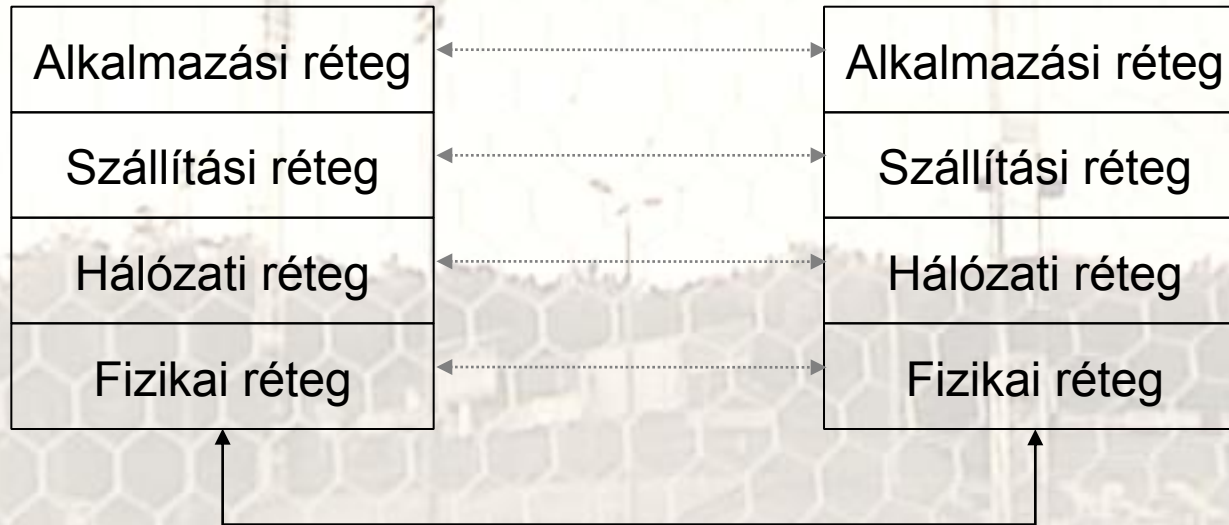 Alkalmazási réteg
Alkalmazási réteg
Szállítási réteg
Szállítási réteg
Hálózati réteg
Hálózati réteg
Fizikai réteg
Fizikai réteg